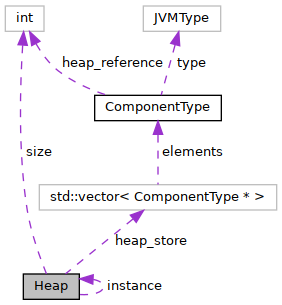 int
JVMType
heap_reference
type
ComponentType
size
elements
std::vector< ComponentType * >
heap_store
Heap
instance